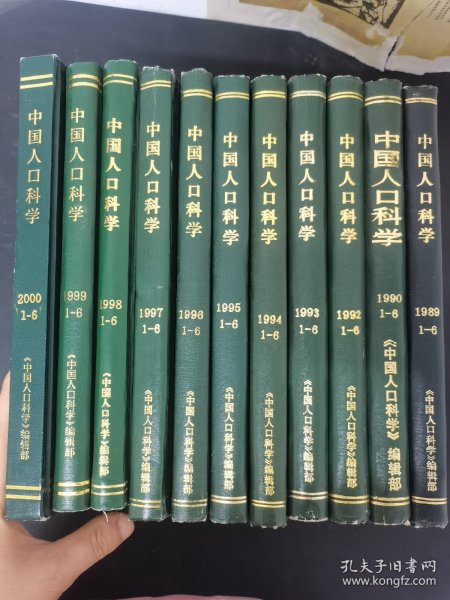 中国人口科学
2000
1-6
《中国人口科学》编辑部
中国人口科学
1999
1-6
《中国人口科学》编辑部
中国人口科学
1998
1-6
《中国人口科学》编辑部
中国人口科学
1997
1-6
《中国人口科学》编辑部
中国人口科学
1996
1-6
《中国人口科学》编辑部
中国人口科学
1995
1-6
《中国人口科学》编辑部
中国人口科学
1994
1-6
《中国人口科学》编辑部
中国人口科学
1993
1-6
《中国人口科学》编辑部
中国人口科学
1992
1-6
《中国人口科学》编辑部
中国人口科学
1990
1-6
《中国人口科学》编辑部
中国人口科学
1989
1-6
《中国人口科学》编辑部
孔夫子旧书网
www.kongfz.com